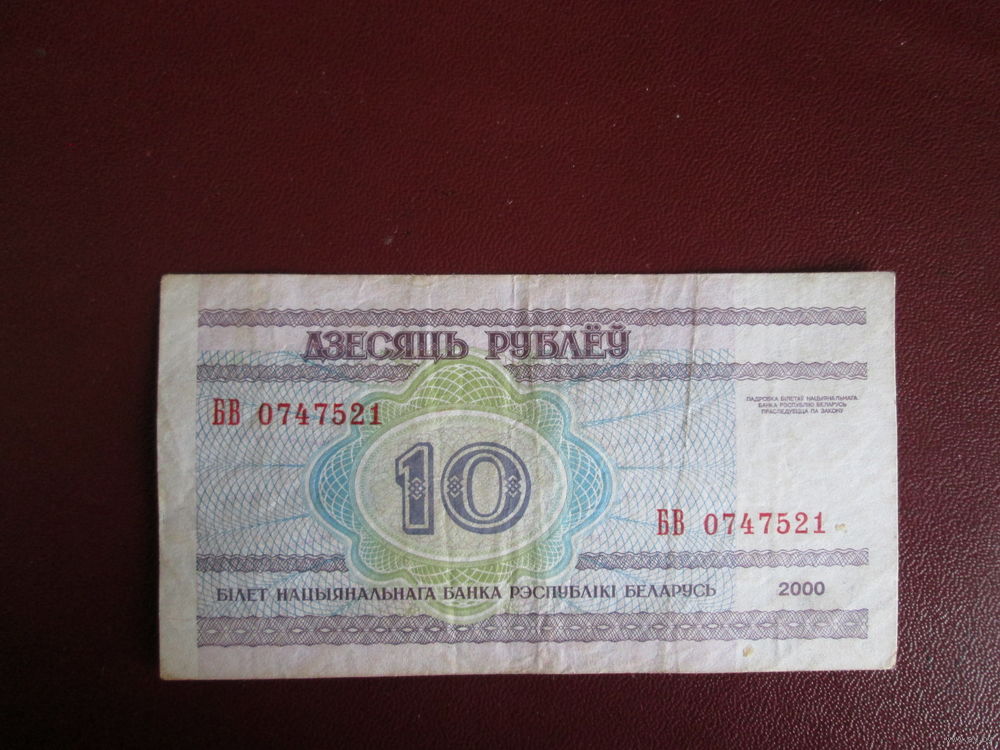 ДЗЕСЯЦЬ РУБЛЁЎ
ПАДРОБКА БІЛЕТАЎ НАЦЫЯНАЛЬНАГА
БАНКА РЭСПУБЛІКІ БЕЛАРУСЬ
ПРАСЛЕДУЕЦЦА ПА ЗАКОНУ
БВ 0747521
10
БВ 0747521
БІЛЕТ НАЦЫЯНАЛЬНАГА БАНКА РЭСПУБЛІКІ БЕЛАРУСЬ 2000